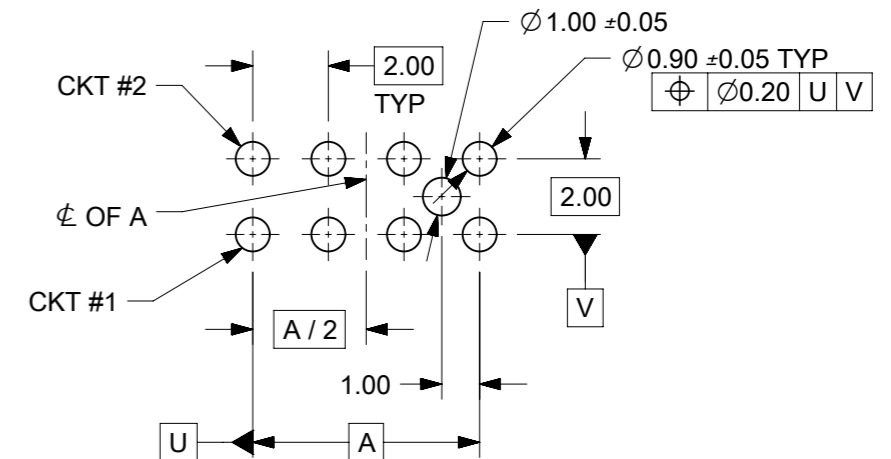 ⌀1.00 ±0.05
2.00
⌀0.90 ±0.05 TYP
CKT #2
TYP
⌖ ⌀0.20 U V
℄ OF A
2.00
CKT #1
V
A / 2
1.00
U
A